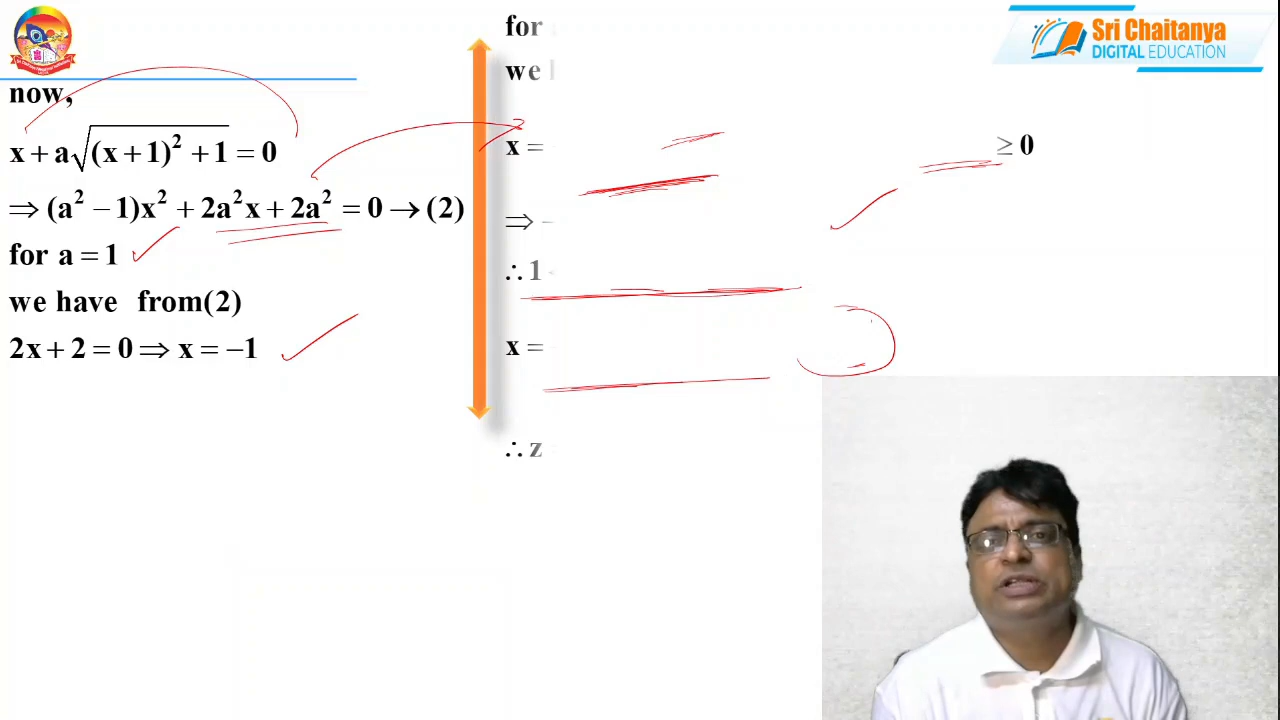 Sri Chaitanya
DIGITAL EDUCATION
now,
x + a√((x + 1)² + 1) = 0
⇒ (a² − 1)x² + 2a²x + 2a² = 0 → (2)
for a = 1
we have from(2)
2x + 2 = 0 ⇒ x = −1
for
we
x = ≥ 0
⇒ −
∴ 1
x =
∴ z